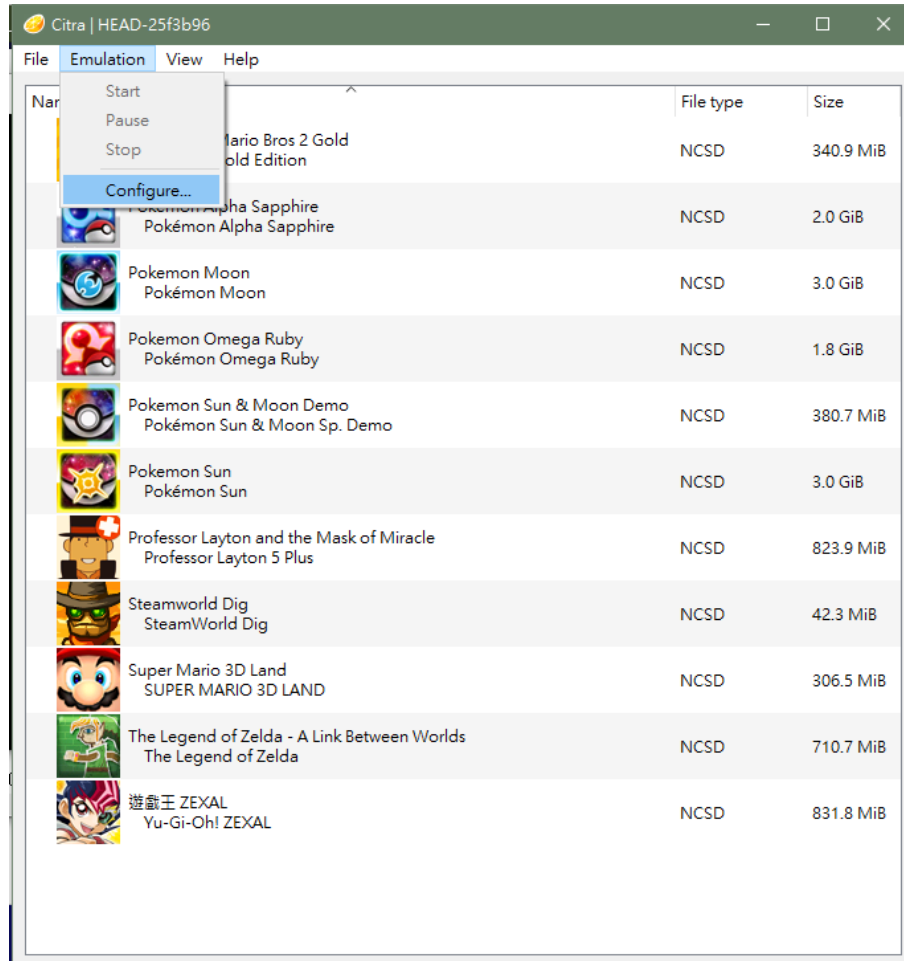 Citra | HEAD-25f3b96
File Emulation View Help
Start
Pause
Stop
Configure...
File type Size
Bros 2 Gold NCSD 340.9 MiB
Edition
Alpha Sapphire NCSD 2.0 GiB
Pokémon Alpha Sapphire
Pokemon Moon NCSD 3.0 GiB
Pokémon Moon
Pokemon Omega Ruby NCSD 1.8 GiB
Pokémon Omega Ruby
Pokemon Sun & Moon Demo NCSD 380.7 MiB
Pokémon Sun & Moon Sp. Demo
Pokemon Sun NCSD 3.0 GiB
Pokémon Sun
Professor Layton and the Mask of Miracle NCSD 823.9 MiB
Professor Layton 5 Plus
Steamworld Dig NCSD 42.3 MiB
SteamWorld Dig
Super Mario 3D Land NCSD 306.5 MiB
SUPER MARIO 3D LAND
The Legend of Zelda - A Link Between Worlds NCSD 710.7 MiB
The Legend of Zelda
遊戲王 ZEXAL NCSD 831.8 MiB
Yu-Gi-Oh! ZEXAL